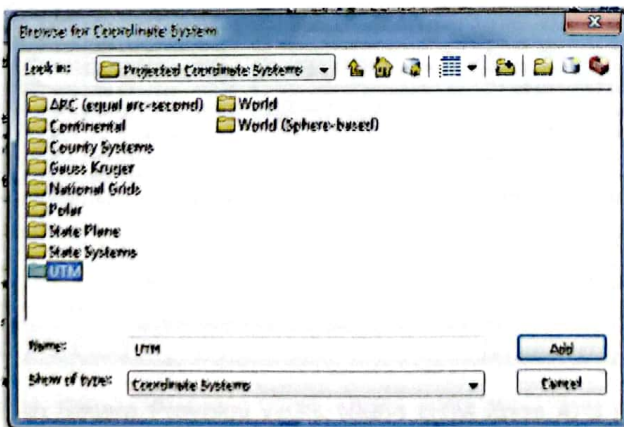 Browse for Coordinate System
Look in: Projected Coordinate Systems
ARC (equal arc-second)
Continental
County Systems
Gauss Kruger
National Grids
Polar
State Plane
State Systems
UTM
World
World (Sphere-based)
Name: UTM
Add
Show of type: Coordinate Systems
Cancel